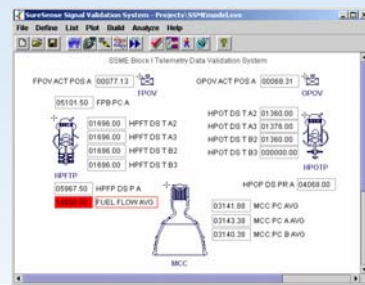 SureSense Signal Validation System - Projects\SSMEmodel.svm
File Define List Plot Build Analyze Help
SSME Block I Telemetry Data Validation System
FPOV ACT POS A 00077.13
FPOV
OPOV ACT POS A 00068.31
OPOV
05101.50 FPB PC A
01696.00 HPFT DS T A2
01696.00 HPFT DS T A3
01696.00 HPFT DS T B2
01696.00 HPFT DS T B3
HPFTP
HPOT DS T A2 01360.00
HPOT DS T A3 01376.00
HPOT DS T B2 01360.00
HPOT DS T B3 000000.00
HPOTP
05967.50 HPFP DS P A
FUEL FLOW AVG
HPOP DS PR A 04068.00
03141.88 MCC PC AVG
03143.38 MCC PC A AVG
03140.38 MCC PC B AVG
MCC